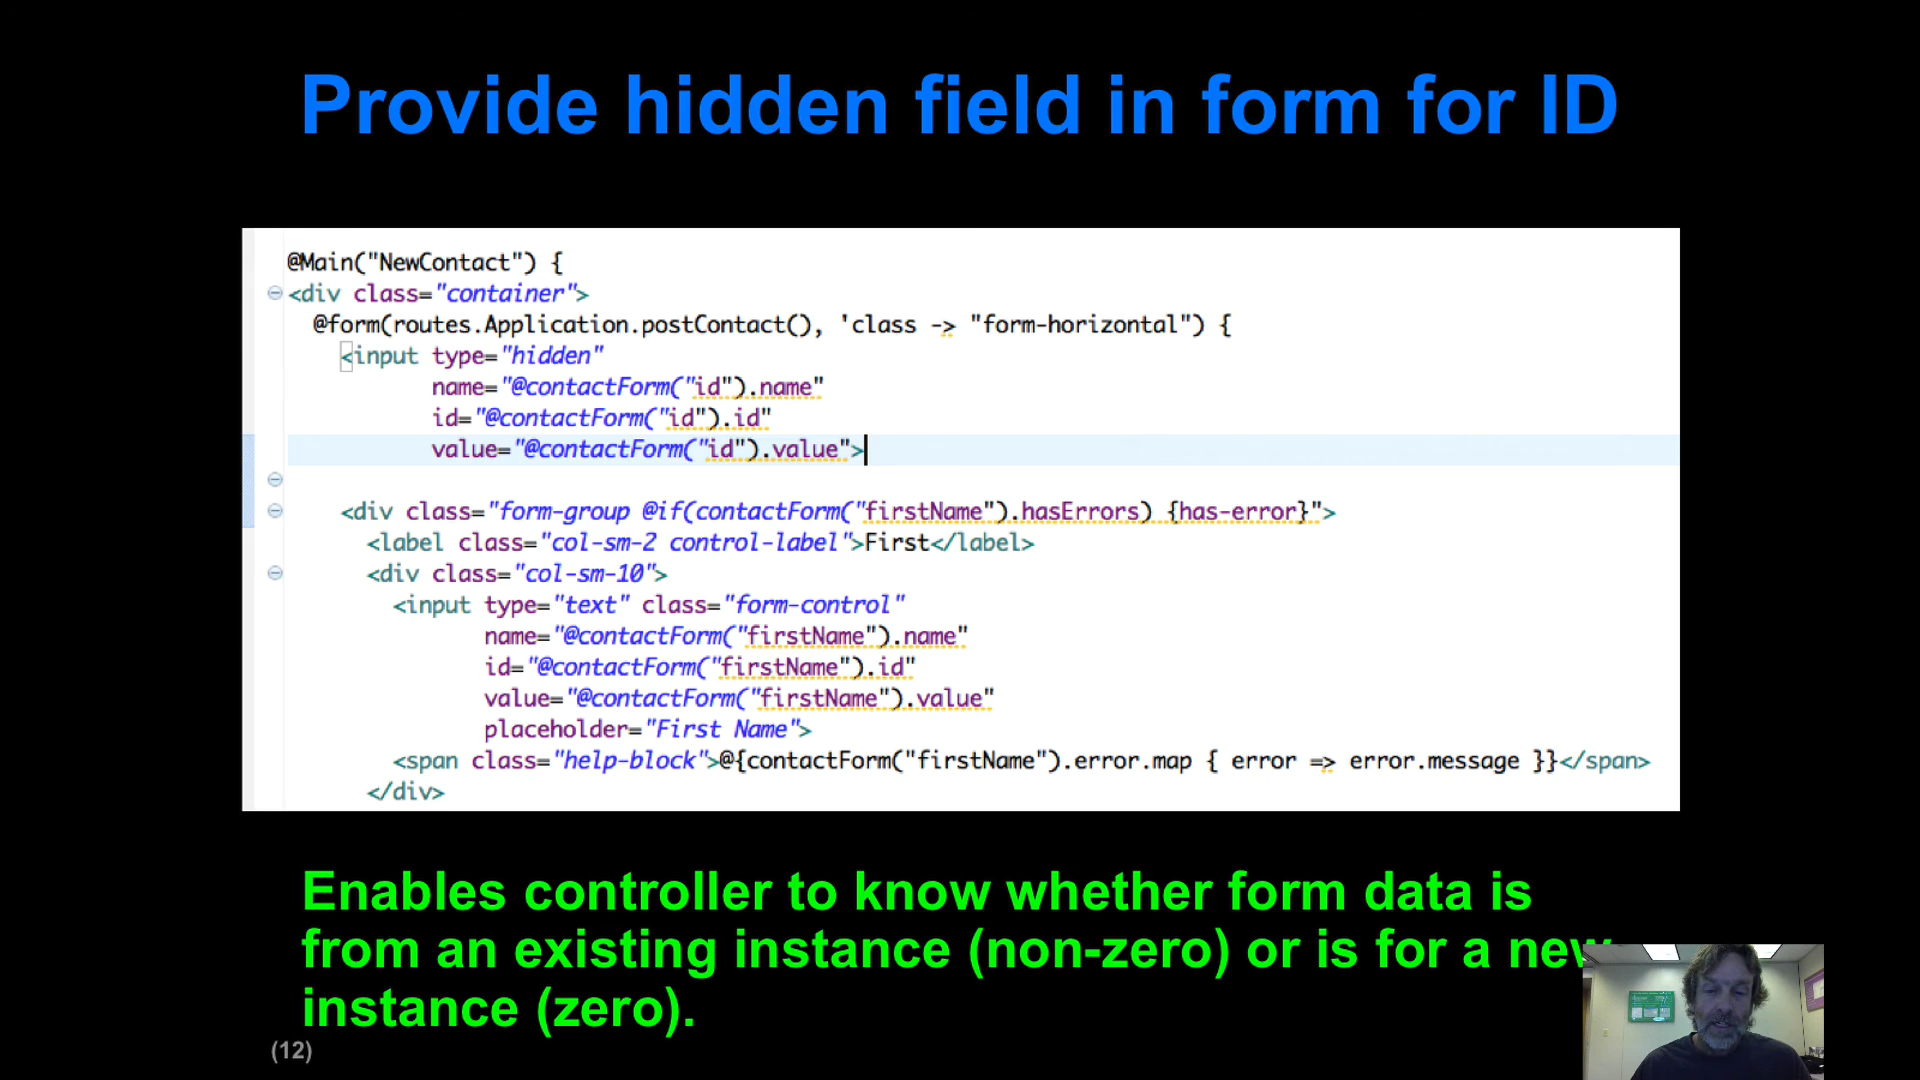 Provide hidden field in form for ID
@Main("NewContact") {
<div class="container">
@form(routes.Application.postContact(), 'class -> "form-horizontal") {
<input type="hidden"
name="@contactForm("id").name"
id="@contactForm("id").id"
value="@contactForm("id").value">
<div class="form-group @if(contactForm("firstName").hasErrors) {has-error}">
<label class="col-sm-2 control-label">First</label>
<div class="col-sm-10">
<input type="text" class="form-control"
name="@contactForm("firstName").name"
id="@contactForm("firstName").id"
value="@contactForm("firstName").value"
placeholder="First Name">
<span class="help-block">@{contactForm("firstName").error.map { error => error.message }}</span>
</div>
Enables controller to know whether form data is
from an existing instance (non-zero) or is for a new
instance (zero).
(12)